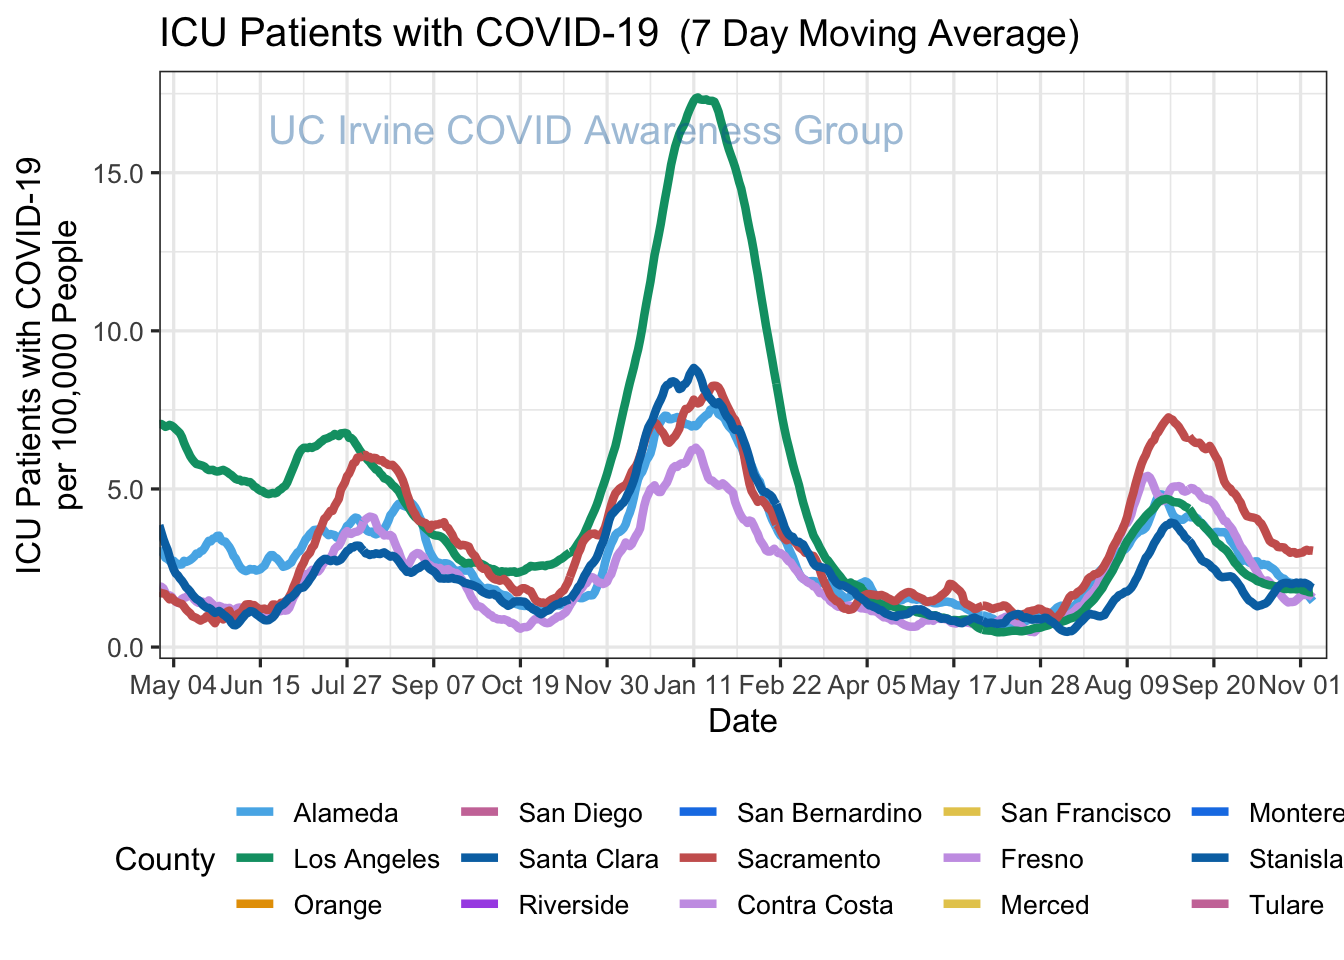 ICU Patients with COVID-19 (7 Day Moving Average)
UC Irvine COVID Awareness Group
ICU Patients with COVID-19
per 100,000 People
15.0
10.0
5.0
0.0
May 04 Jun 15 Jul 27 Sep 07 Oct 19 Nov 30 Jan 11 Feb 22 Apr 05 May 17 Jun 28 Aug 09 Sep 20 Nov 01
Date
County
Alameda San Diego San Bernardino San Francisco Montere
Los Angeles Santa Clara Sacramento Fresno Stanisla
Orange Riverside Contra Costa Merced Tulare